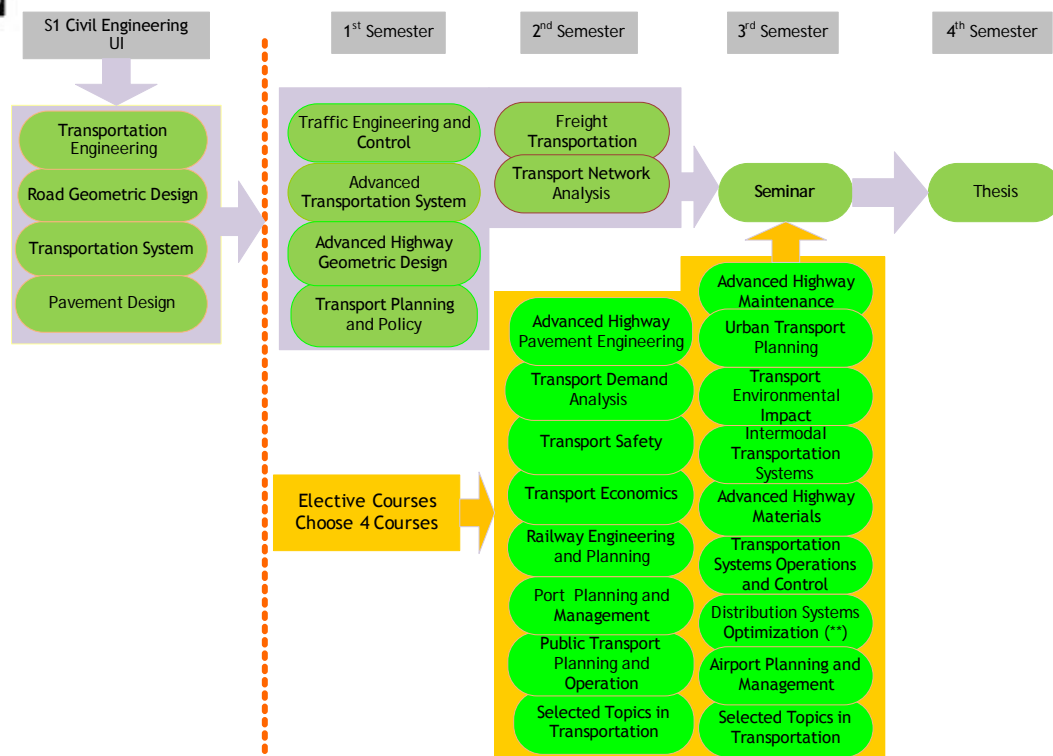 S1 Civil Engineering
UI
1st Semester
2nd Semester
3rd Semester
4th Semester
Transportation
Engineering
Road Geometric Design
Transportation System
Pavement Design
Traffic Engineering and
Control
Advanced
Transportation System
Advanced Highway
Geometric Design
Transport Planning
and Policy
Freight
Transportation
Transport Network
Analysis
Seminar
Thesis
Elective Courses
Choose 4 Courses
Advanced Highway
Pavement Engineering
Transport Demand
Analysis
Transport Safety
Transport Economics
Railway Engineering
and Planning
Port Planning and
Management
Public Transport
Planning and
Operation
Selected Topics in
Transportation
Advanced Highway
Maintenance
Urban Transport
Planning
Transport
Environmental
Impact
Intermodal
Transportation
Systems
Advanced Highway
Materials
Transportation
Systems Operations
and Control
Distribution Systems
Optimization (**)
Airport Planning and
Management
Selected Topics in
Transportation